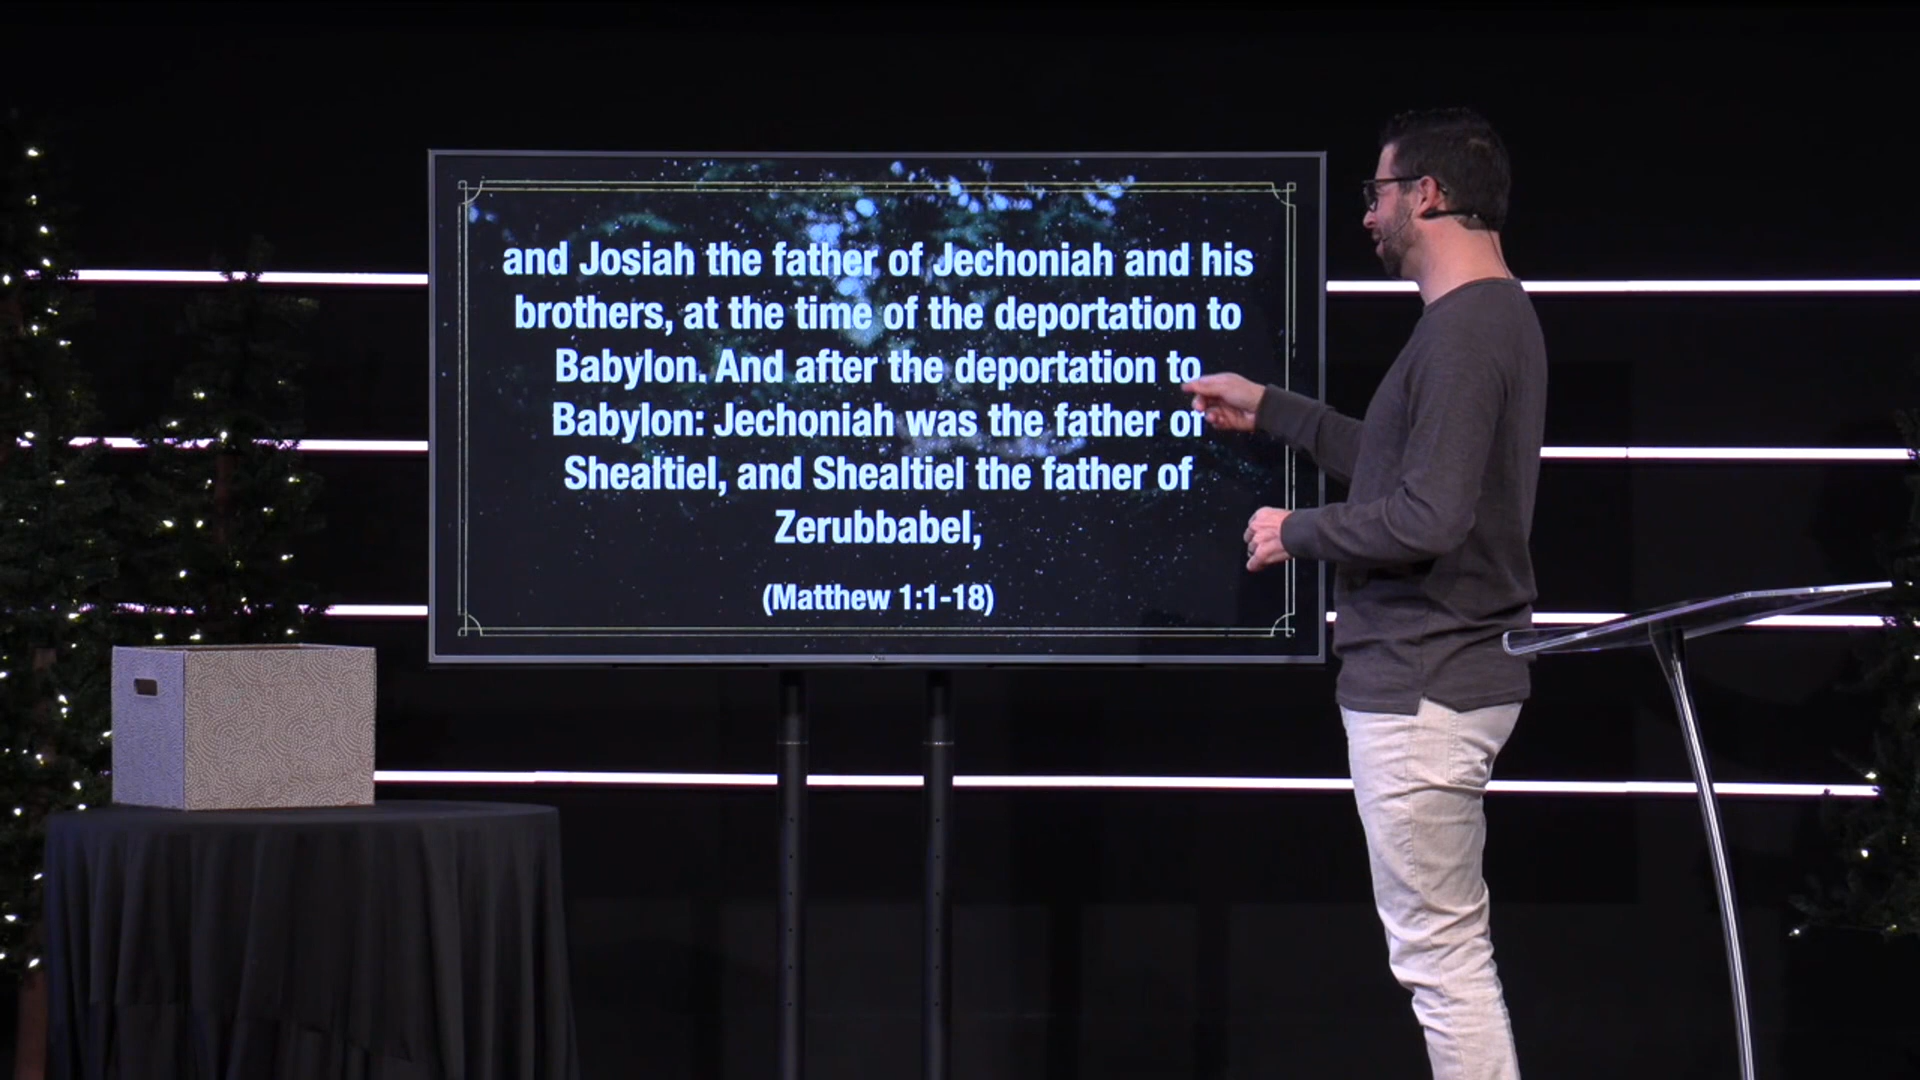 and Josiah the father of Jechoniah and his
brothers, at the time of the deportation to
Babylon. And after the deportation to
Babylon: Jechoniah was the father of
Shealtiel, and Shealtiel the father of
Zerubbabel,
(Matthew 1:1-18)